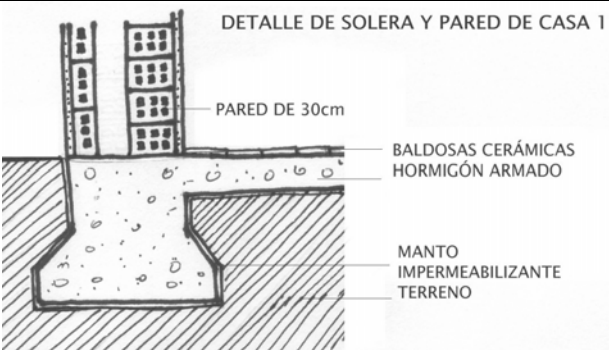 DETALLE DE SOLERA Y PARED DE CASA 1
PARED DE 30cm
BALDOSAS CERÁMICAS
HORMIGÓN ARMADO
MANTO
IMPERMEABILIZANTE
TERRENO